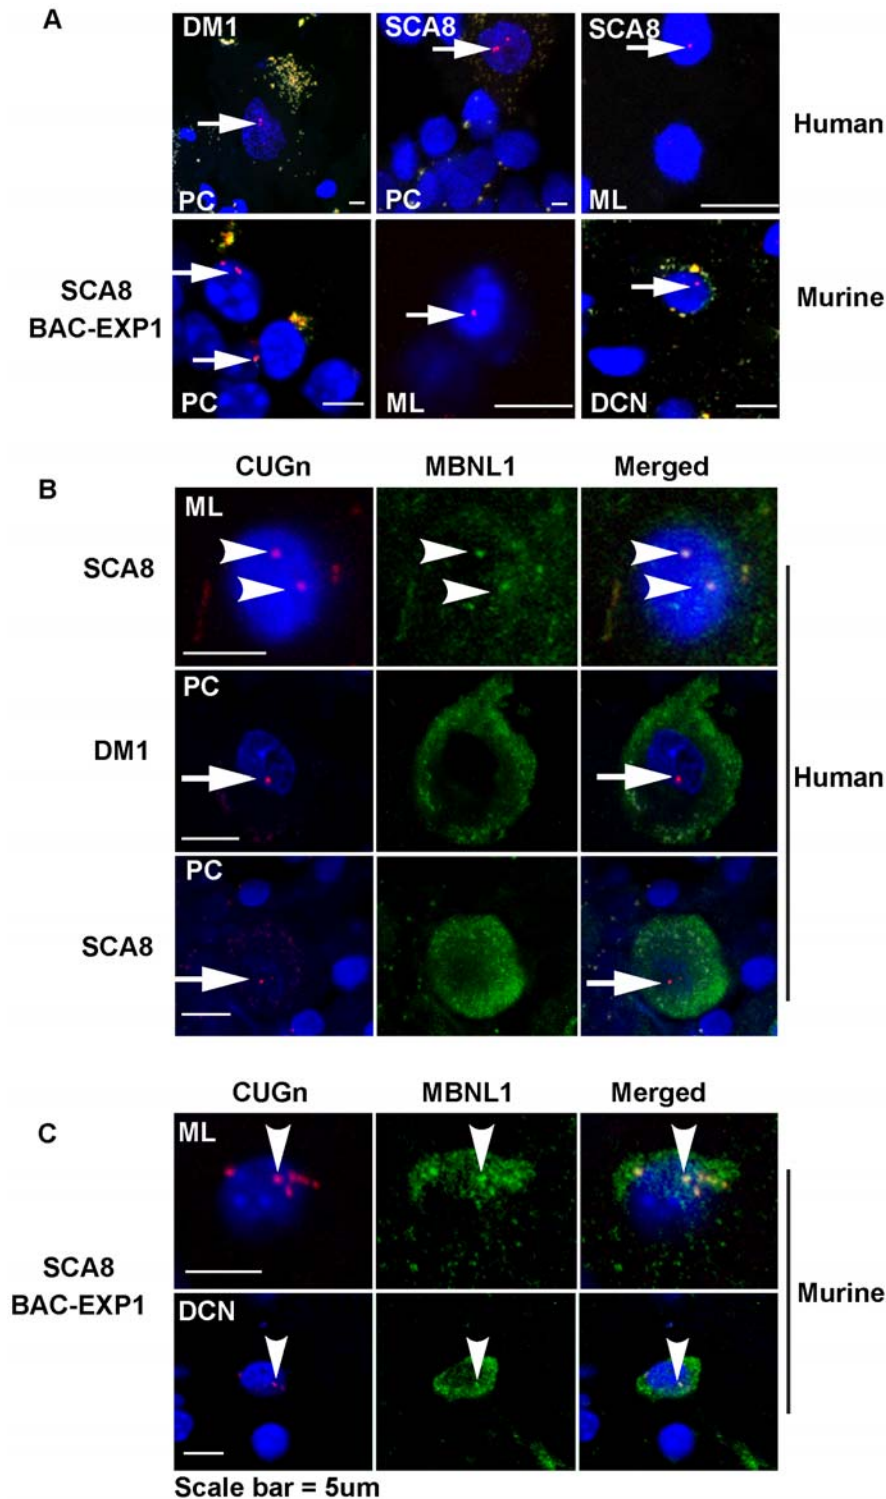 A
DM1
SCA8
SCA8
PC
PC
ML
Human
SCA8
BAC-EXP1
PC
ML
DCN
Murine
B
CUGn
MBNL1
Merged
SCA8
ML
DM1
PC
Human
SCA8
PC
C
CUGn
MBNL1
Merged
SCA8
BAC-EXP1
ML
DCN
Murine
Scale bar = 5um